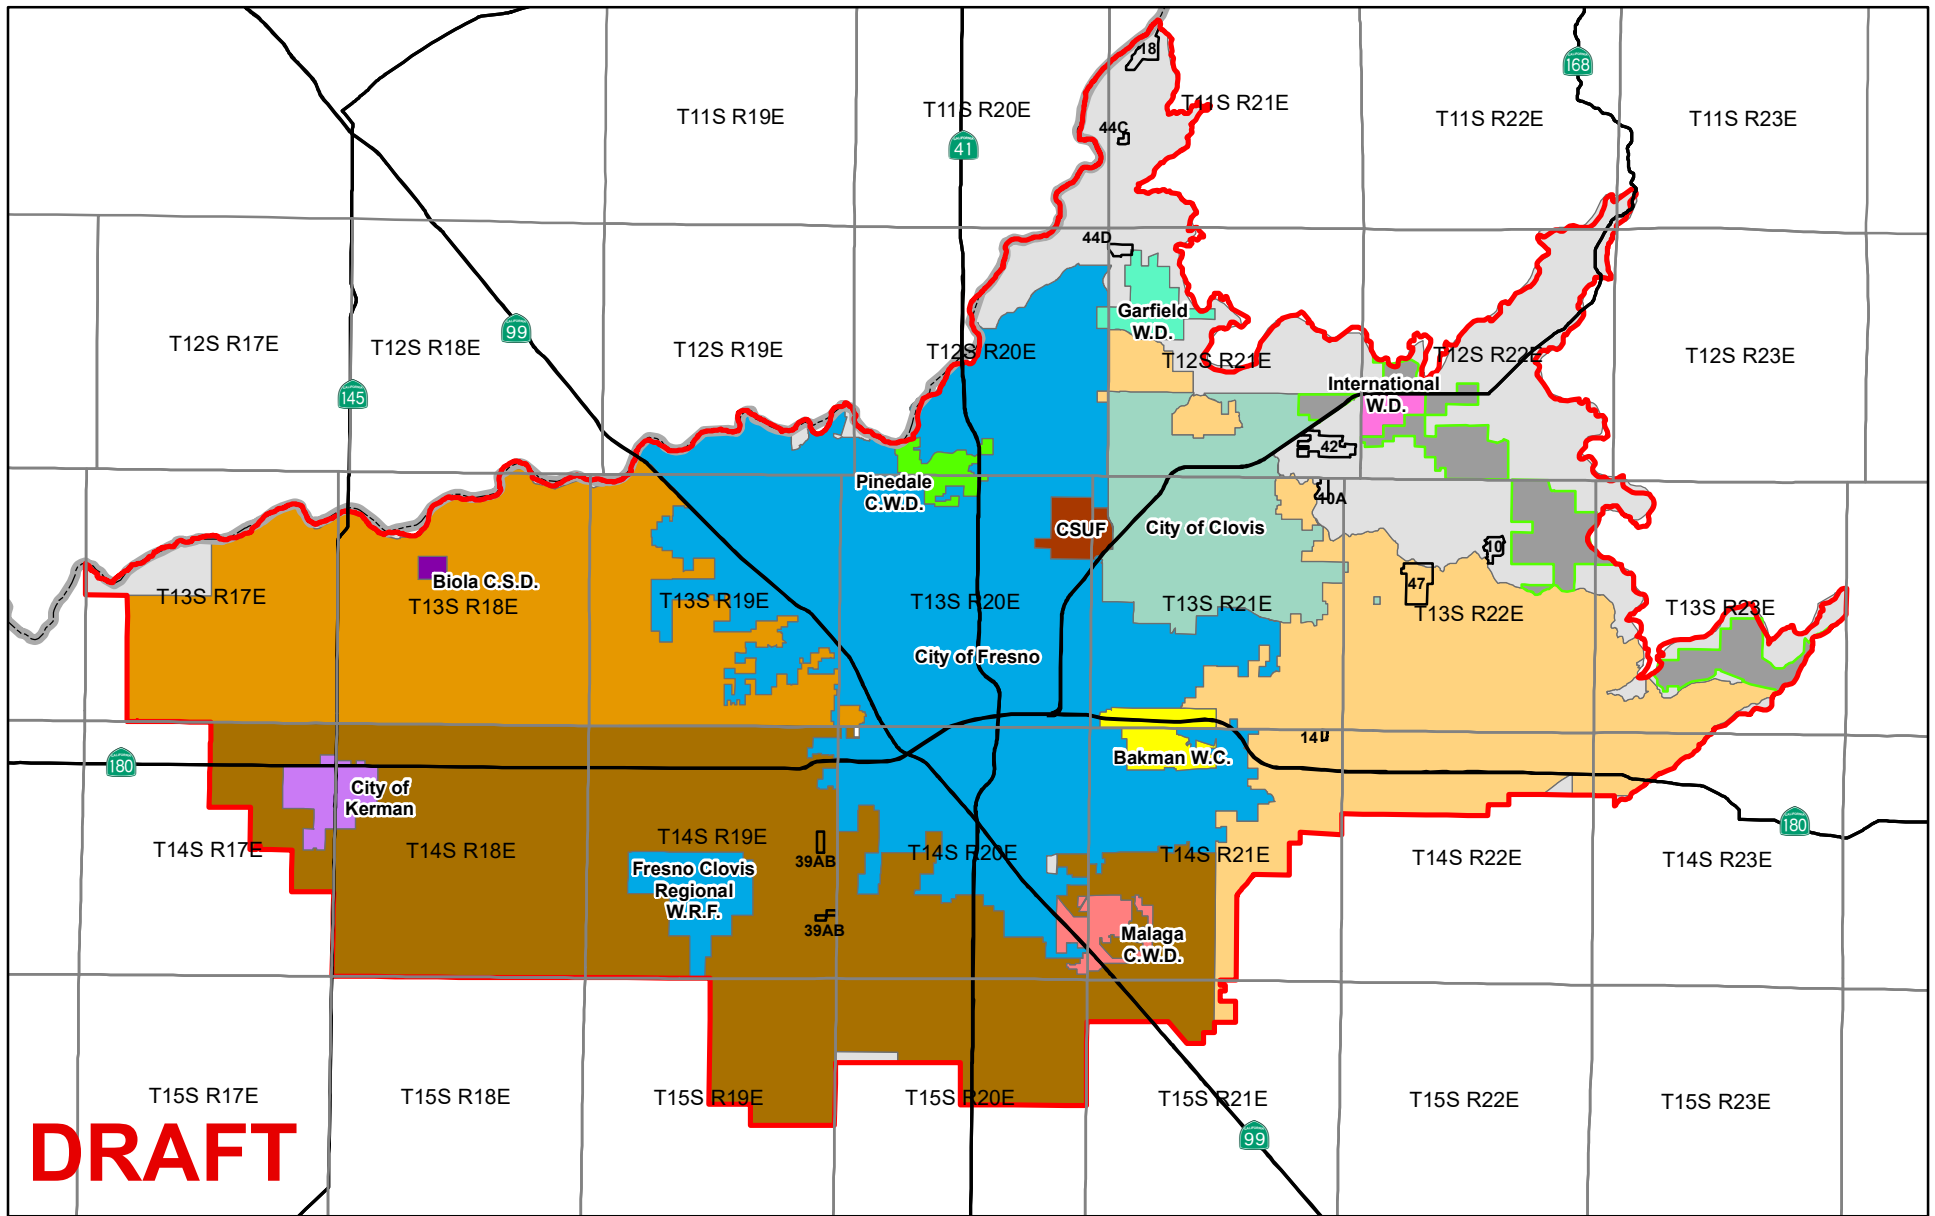 18
168
T11S R21E
T11S R20E
T11S R19E
T11S R22E
T11S R23E
44C
41
44D
Garfield
W.D.
99
T12S R17E
T12S R18E
T12S R19E
T12S R20E
T12S R21E
T12S R22E
T12S R23E
International
W.D.
145
42
Pinedale
C.W.D.
40A
CSUF
City of Clovis
10
Biola C.S.D.
47
T13S R17E
T13S R18E
T13S R19E
T13S R20E
T13S R21E
T13S R22E
T13S R23E
City of Fresno
14
Bakman W.C.
180
City of
Kerman
180
T14S R17E
T14S R18E
T14S R19E
39AB
T14S R20E
T14S R21E
T14S R22E
T14S R23E
Fresno Clovis
Regional
W.R.F.
39AB
Malaga
C.W.D.
T15S R17E
T15S R18E
T15S R19E
T15S R20E
T15S R21E
T15S R22E
T15S R23E
99
DRAFT